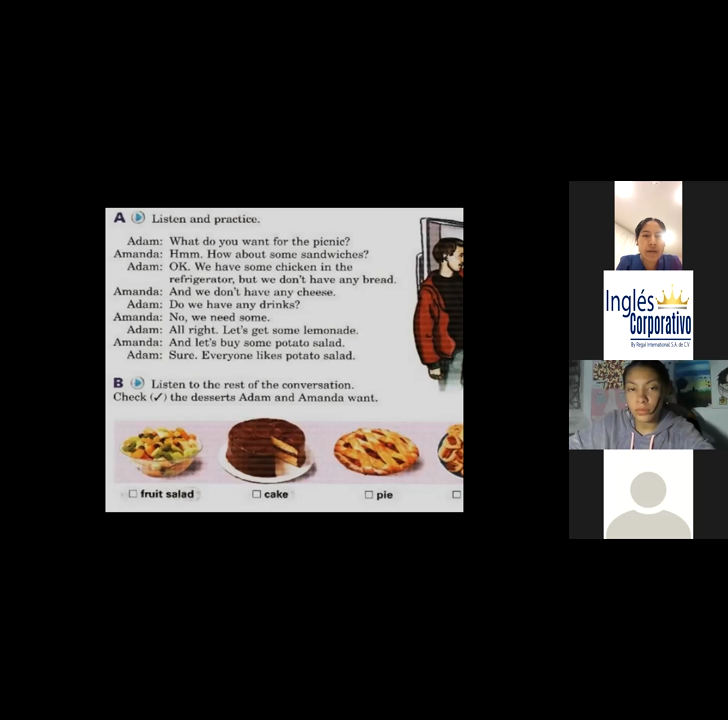 A Listen and practice.
Adam: What do you want for the picnic?
Amanda: Hmm. How about some sandwiches?
Adam: OK. We have some chicken in the
refrigerator, but we don't have any bread.
Amanda: And we don't have any cheese.
Adam: Do we have any drinks?
Amanda: No, we need some.
Adam: All right. Let's get some lemonade.
Amanda: And let's buy some potato salad.
Adam: Sure. Everyone likes potato salad.
B Listen to the rest of the conversation.
Check (✓) the desserts Adam and Amanda want.
☐ fruit salad ☐ cake ☐ pie ☐
Inglés
Corporativo
By Regal International S.A. de C.V